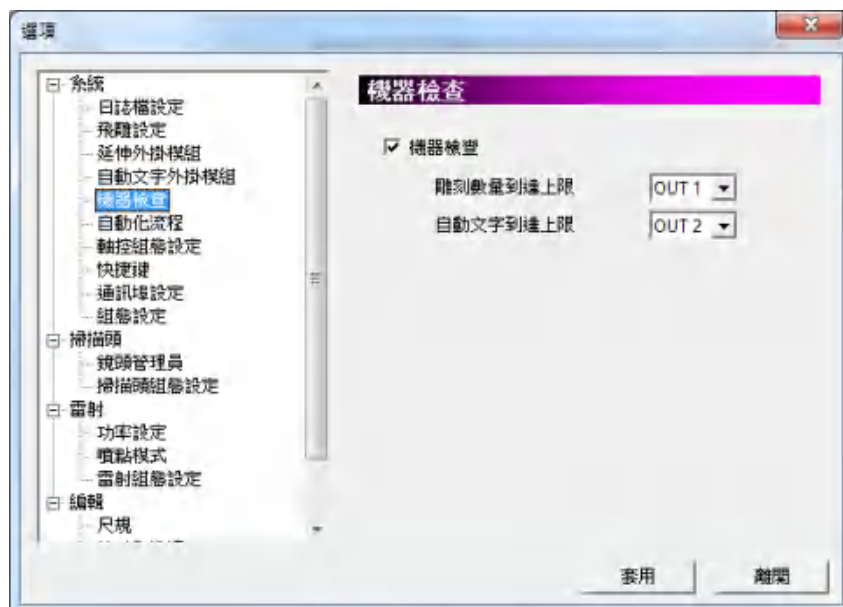 選項
系統
日誌檔設定
飛雕設定
延伸外掛模組
自動文字外掛模組
機器檢查
自動化流程
軸控組態設定
快捷鍵
通訊埠設定
組態設定
掃描頭
鏡頭管理員
掃描頭組態設定
雷射
功率設定
噴點模式
雷射組態設定
編輯
尺規
機器檢查
機器檢查
雕刻數量到達上限 OUT 1
自動文字到達上限 OUT 2
套用 離開